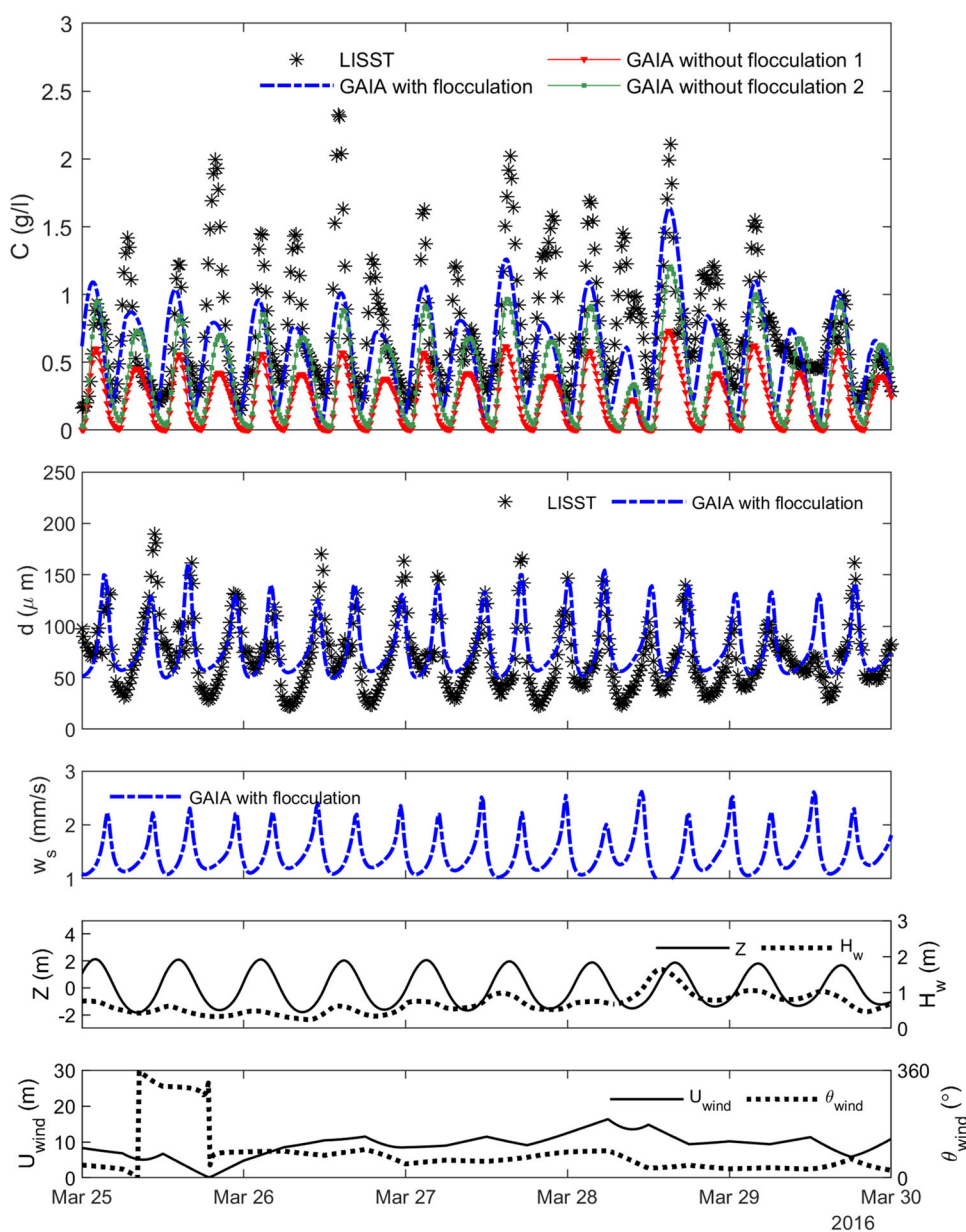 3
2.5
2
1.5
1
0.5
0
C (g/l)
LISST
GAIA with flocculation
GAIA without flocculation 1
GAIA without flocculation 2
250
200
150
100
50
0
d (μ m)
LISST
GAIA with flocculation
3
2
1
w_s (mm/s)
GAIA with flocculation
4
2
0
-2
Z (m)
Z
H_w
3
2
1
0
H_w (m)
30
20
10
0
U_wind (m)
U_wind
θ_wind
360
180
0
θ_wind (°)
Mar 25 Mar 26 Mar 27 Mar 28 Mar 29 Mar 30
2016